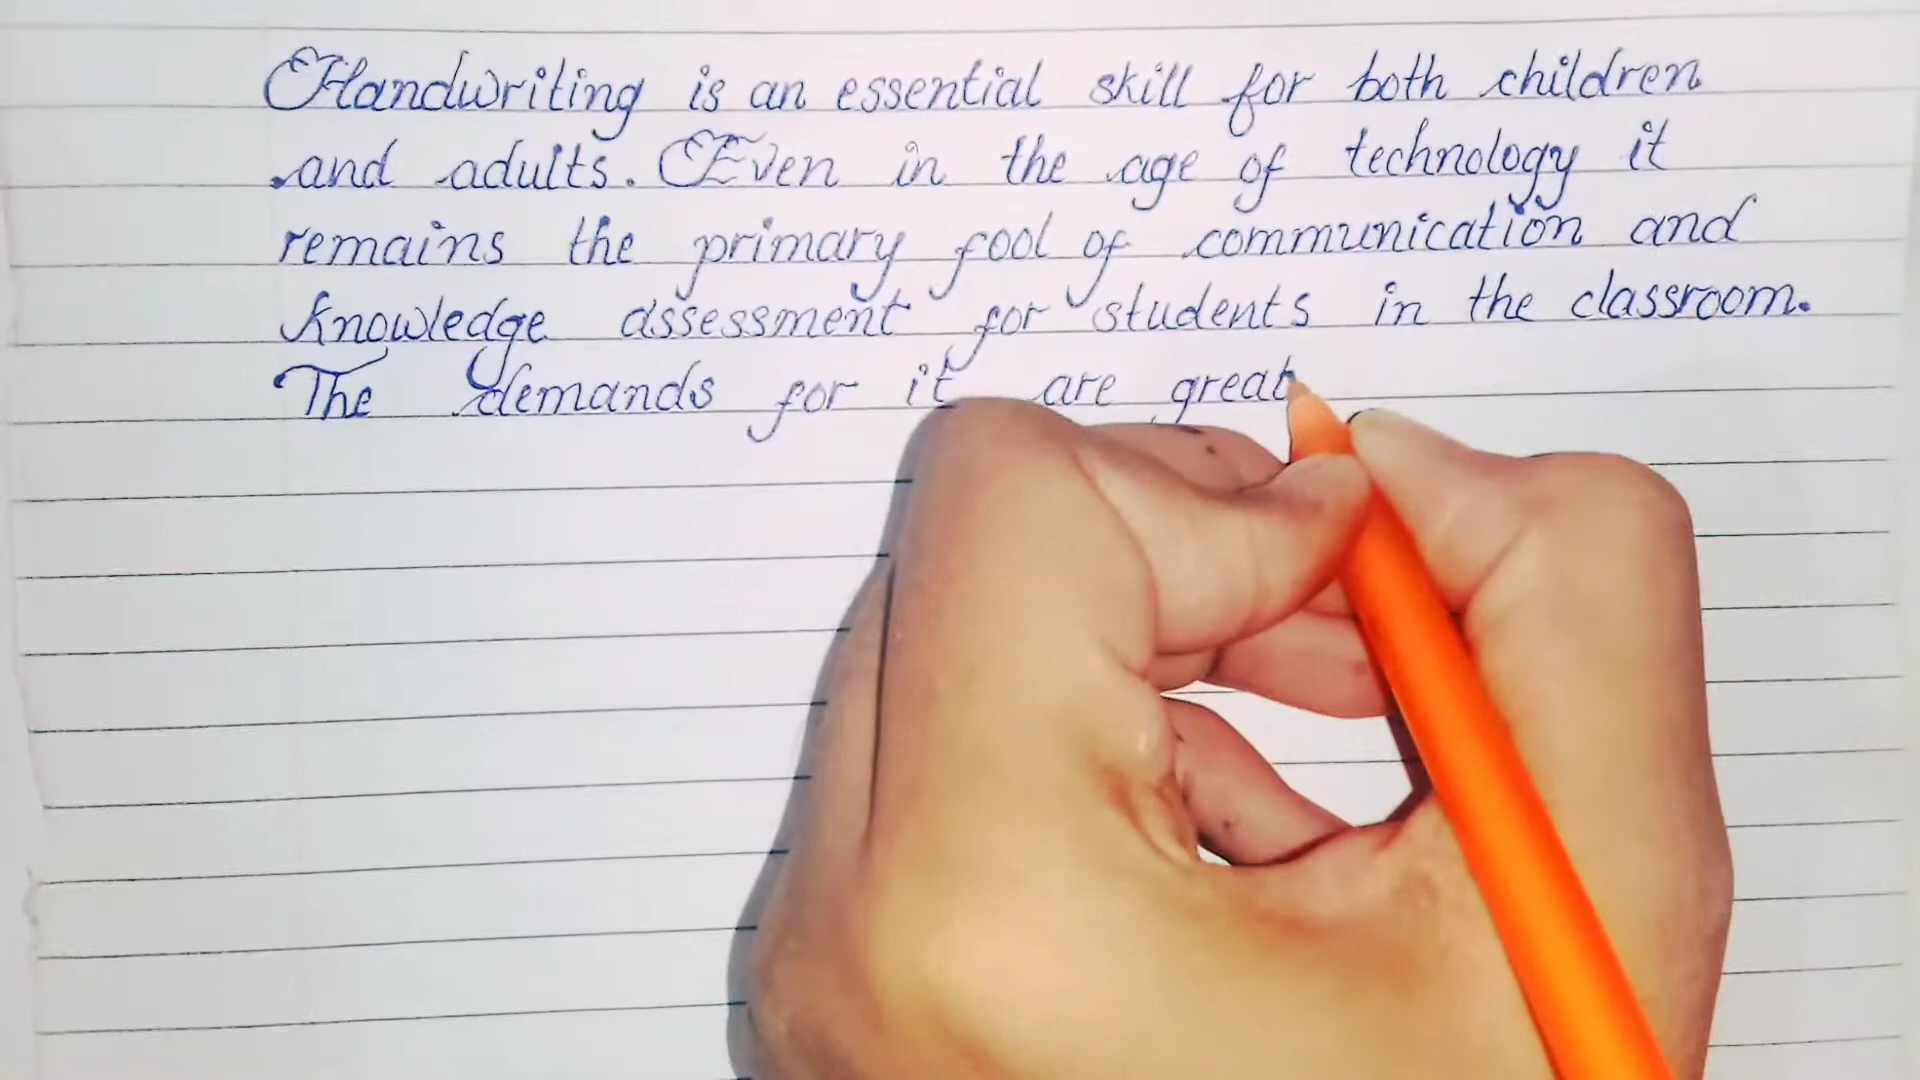 Handwriting is an essential skill for both children
and adults. Even in the age of technology it
remains the primary fool of communication and
knowledge assessment for students in the classroom.
The demands for it are great